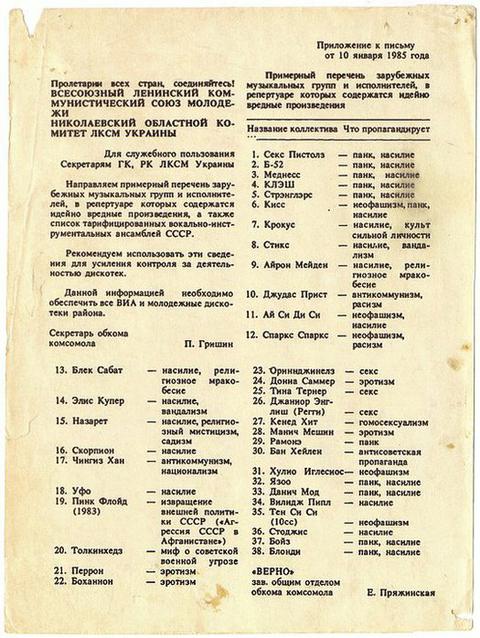 Приложение к письму
от 10 января 1985 года
Пролетарии всех стран, соединяйтесь!
ВСЕСОЮЗНЫЙ ЛЕНИНСКИЙ КОМ-
МУНИСТИЧЕСКИЙ СОЮЗ МОЛОДЕ-
ЖИ
НИКОЛАЕВСКИЙ ОБЛАСТНОЙ КО-
МИТЕТ ЛКСМ УКРАИНЫ
Для служебного пользования
Секретарям ГК, РК ЛКСМ Украины
Направляем примерный перечень зару-
бежных музыкальных групп и исполните-
лей, в репертуаре которых содержатся
идейно вредные произведения, а также
список тарифицированных вокально-инс-
трументальных ансамблей СССР.
Рекомендуем использовать эти сведе-
ния для усиления контроля за деятель-
ностью дискотек.
Данной информацией необходимо
обеспечить все ВИА и молодежные диско-
теки района.
Секретарь обкома
комсомола П. Гришин
Примерный перечень зарубежных
музыкальных групп и исполнителей, в
репертуаре которых содержатся идейно
вредные произведения
Название коллектива Что пропагандирует
1. Секс Пистолз — панк, насилие
2. Б-52 — панк, насилие
3. Меднесс — панк, насилие
4. КЛЭШ — панк, насилие
5. Стрэнглэрс — панк, насилие
6. Кисс — неофашизм, панк,
насилие
7. Крокус — насилие, культ
сильной личности
8. Стикс — насилие, ванда-
лизм
9. Айрон Мейден — насилие, рели-
гиозное мрако-
бесие
10. Джудас Прист — антикоммунизм,
расизм
11. Ай Си Ди Си — неофашизм,
насилие
12. Спаркс Спаркс — неофашизм,
расизм
13. Блек Сабат — насилие, рели-
гиозное мрако-
бесие
14. Элис Купер — насилие,
вандализм
15. Назарет — насилие, религио-
зный мистицизм,
садизм
16. Скорпион — насилие
17. Чингиз Хан — антикоммунизм,
национализм
18. Уфо — насилие
19. Пинк Флойд — извращение
(1983) внешней полити-
ки СССР («Аг-
рессия СССР в
Афганистане»)
20. Толкинхедз — миф о советской
военной угрозе
21. Перрон — эротизм
22. Боханнон — эротизм
23. Ориннджинелз — секс
24. Донна Саммер — эротизм
25. Тина Тернер — секс
26. Джаниор Энг-
лиш (Регги) — секс
27. Кенед Хит — гомосексуализм
28. Манич Мешин — эротизм
29. Рамонэ — панк
30. Бан Хейлен — антисоветская
пропаганда
31. Хулио Иглесиос— неофашизм
32. Язоо — панк, насилие
33. Данич Мод — панк, насилие
34. Вилидж Пипл — насилие
35. Тен Си Си
(10cc) — неофашизм
36. Стоджис — насилие
37. Бойз — панк, насилие
38. Блонди — панк, насилие
«ВЕРНО»
зав. общим отделом
обкома комсомола Е. Пряжинская